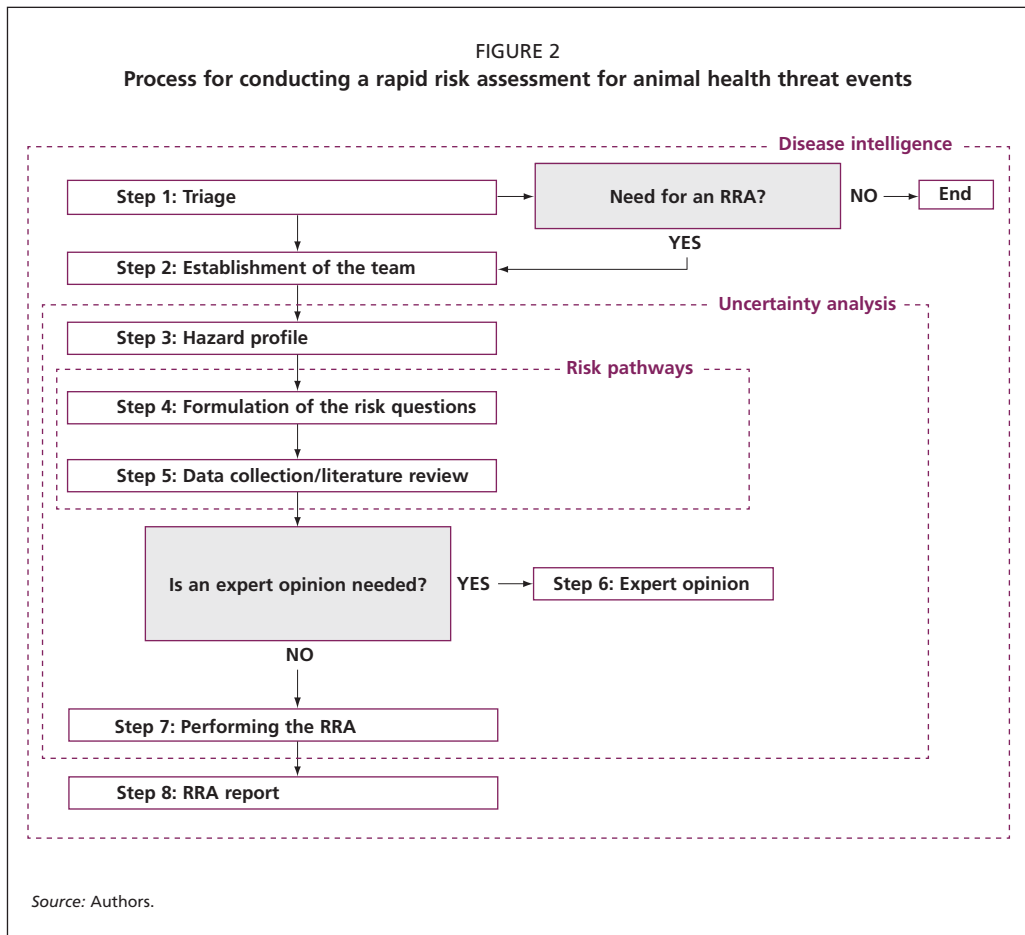 FIGURE 2
Process for conducting a rapid risk assessment for animal health threat events
Disease intelligence
Step 1: Triage
Need for an RRA?
NO
End
YES
Step 2: Establishment of the team
Uncertainty analysis
Step 3: Hazard profile
Risk pathways
Step 4: Formulation of the risk questions
Step 5: Data collection/literature review
Is an expert opinion needed?
YES
Step 6: Expert opinion
NO
Step 7: Performing the RRA
Step 8: RRA report
Source: Authors.